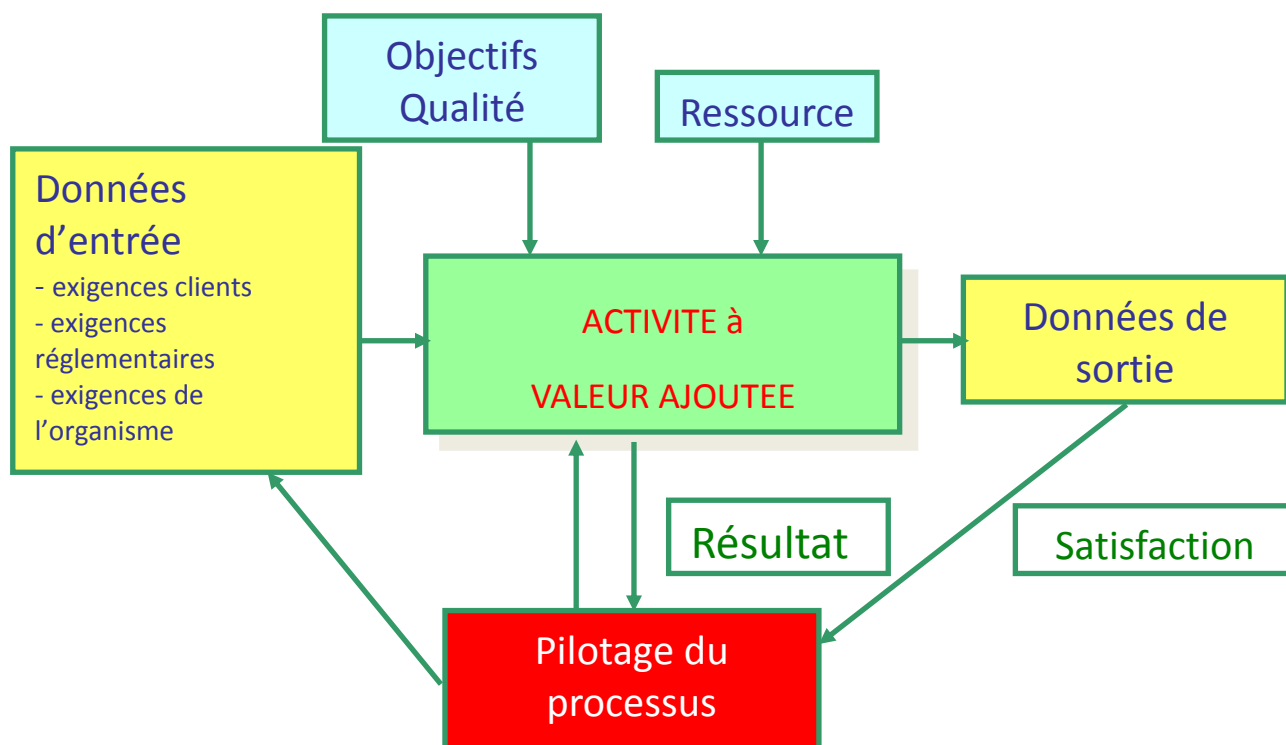 Objectifs
Qualité
Ressource
Données
d'entrée
- exigences clients
- exigences
réglementaires
- exigences de
l'organisme
ACTIVITE à
VALEUR AJOUTEE
Données de
sortie
Résultat
Satisfaction
Pilotage du
processus